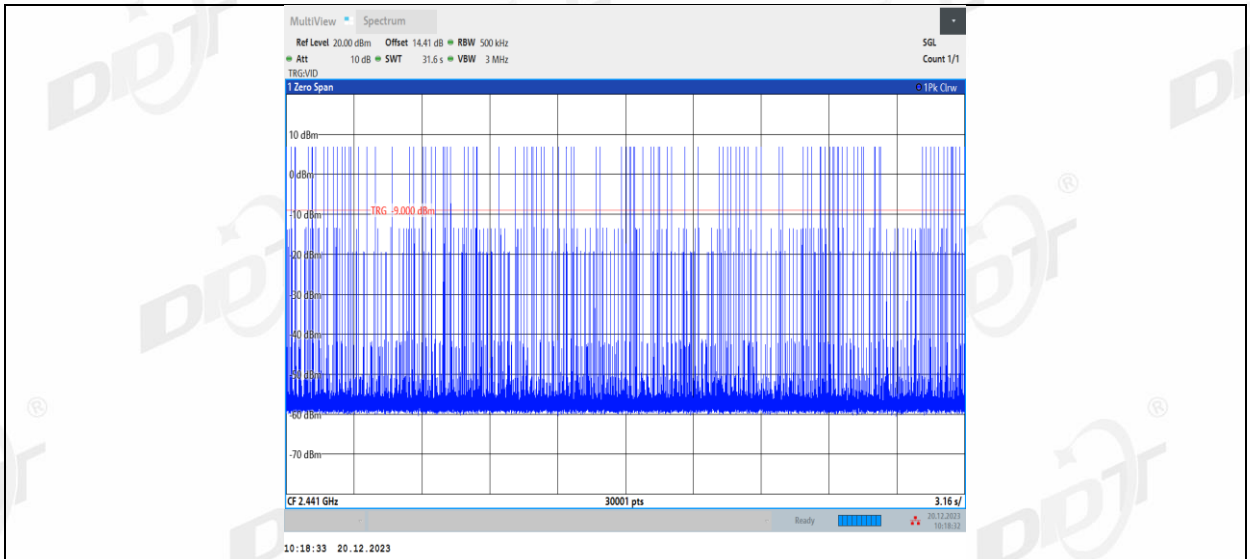 MultiView Spectrum
Ref Level 20.00 dBm Offset 14.41 dB RBW 500 kHz SGL
Att 10 dB SWT 31.6 s VBW 3 MHz Count 1/1
TRG:VID
1 Zero Span 1Pk Clrw
10 dBm
0 dBm
TRG -9.000 dBm
-10 dBm
-20 dBm
-30 dBm
-40 dBm
-50 dBm
-60 dBm
-70 dBm
CF 2.441 GHz 30001 pts 3.16 s/
Ready 20.12.2023
10:18:32
10:18:33 20.12.2023
DDT ®